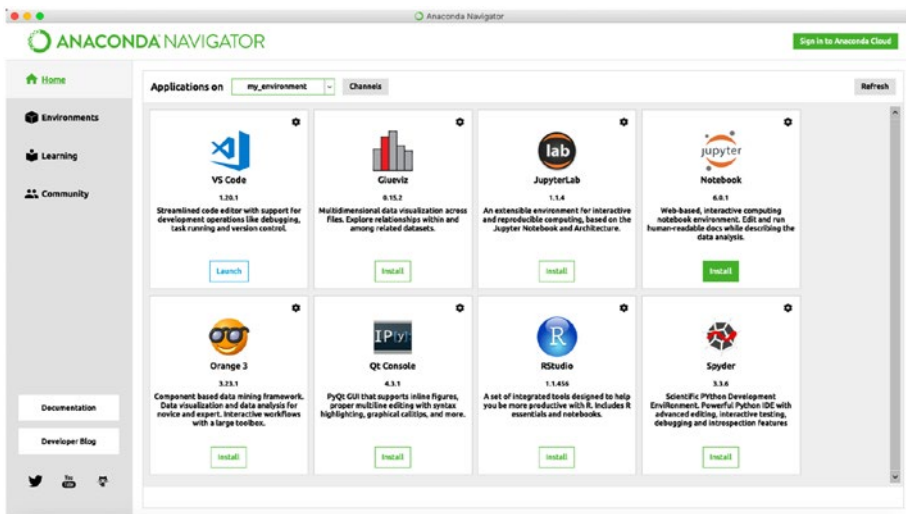 Anaconda Navigator
ANACONDA NAVIGATOR
Sign in to Anaconda Cloud
Home
Environments
Learning
Community
Documentation
Developer Blog
You
Tube
Applications on
my_environment
Channels
Refresh
VS Code
1.20.1
Streamlined code editor with support for
development operations like debugging,
task running and version control.
Launch
Glueviz
0.15.2
Multidimensional data visualization across
files. Explore relationships within and
among related datasets.
Install
lab
JupyterLab
1.1.4
An extensible environment for interactive
and reproducible computing, based on the
Jupyter Notebook and Architecture.
Install
jupyter
Notebook
6.0.1
Web-based, interactive computing
notebook environment. Edit and run
human-readable docs while describing the
data analysis.
Install
Orange 3
3.23.1
Component based data mining framework.
Data visualization and data analysis for
novice and expert. Interactive workflows
with a large toolbox.
Install
IP[y]:
Qt Console
4.3.1
PyQt GUI that supports inline figures,
proper multiline editing with syntax
highlighting, graphical calltips, and more.
Install
R
RStudio
1.1.456
A set of integrated tools designed to help
you be more productive with R. Includes R
essentials and notebooks.
Install
Spyder
3.3.6
Scientific PYthon Development
EnviRonment. Powerful Python IDE with
advanced editing, interactive testing,
debugging and introspection features
Install